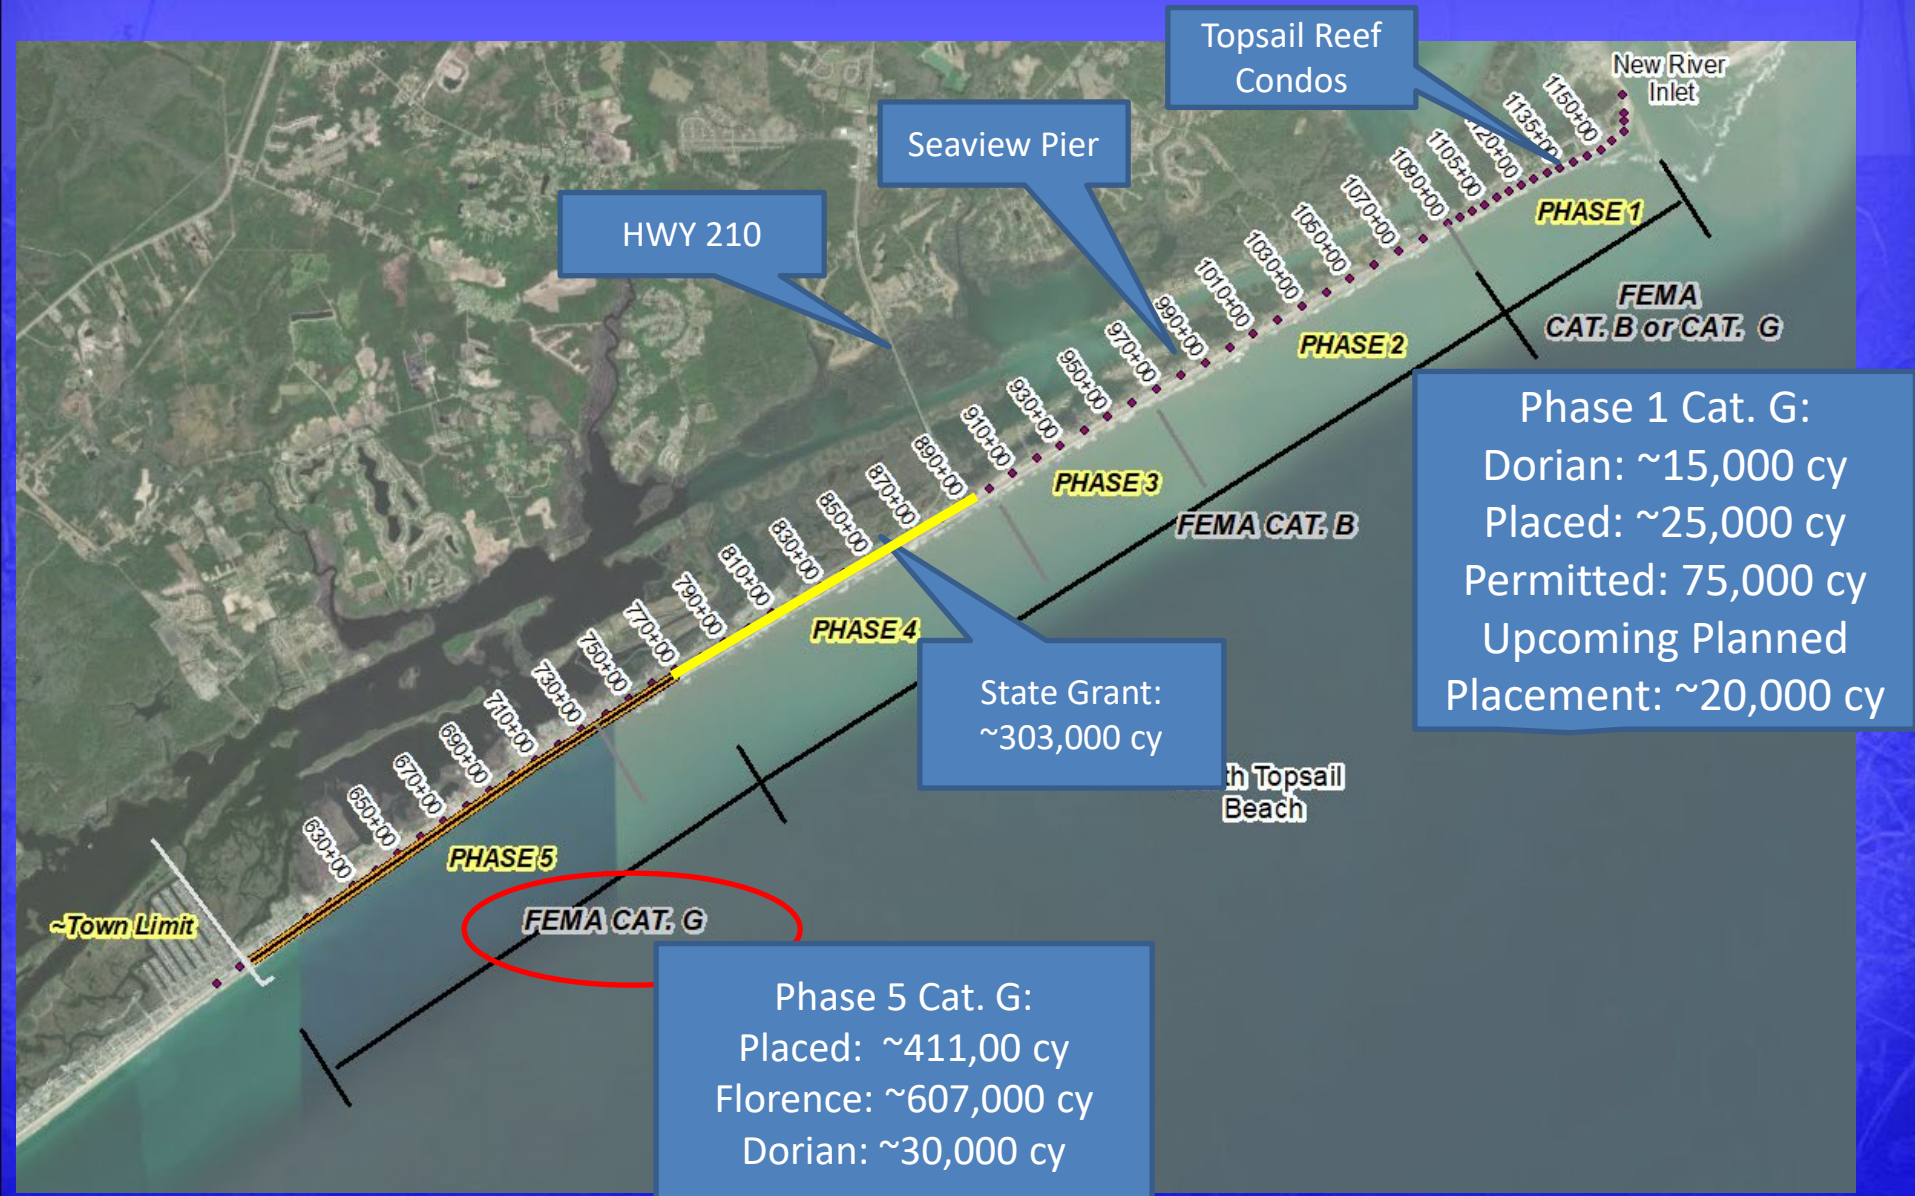 Topsail Reef
Condos
New River
Inlet
Seaview Pier
HWY 210
1150+00
1135+00
20+00
1105+00
1090+00
1070+00
1050+00
1030+00
1010+00
990+00
970+00
950+00
930+00
910+00
890+00
870+00
850+00
830+00
810+00
790+00
770+00
750+00
730+00
710+00
690+00
670+00
650+00
630+00
PHASE 1
FEMA
CAT. B or CAT. G
PHASE 2
PHASE 3
FEMA CAT. B
PHASE 4
PHASE 5
FEMA CAT. G
~Town Limit
Phase 1 Cat. G:
Dorian: ~15,000 cy
Placed: ~25,000 cy
Permitted: 75,000 cy
Upcoming Planned
Placement: ~20,000 cy
State Grant:
~303,000 cy
th Topsail
Beach
Phase 5 Cat. G:
Placed: ~411,00 cy
Florence: ~607,000 cy
Dorian: ~30,000 cy